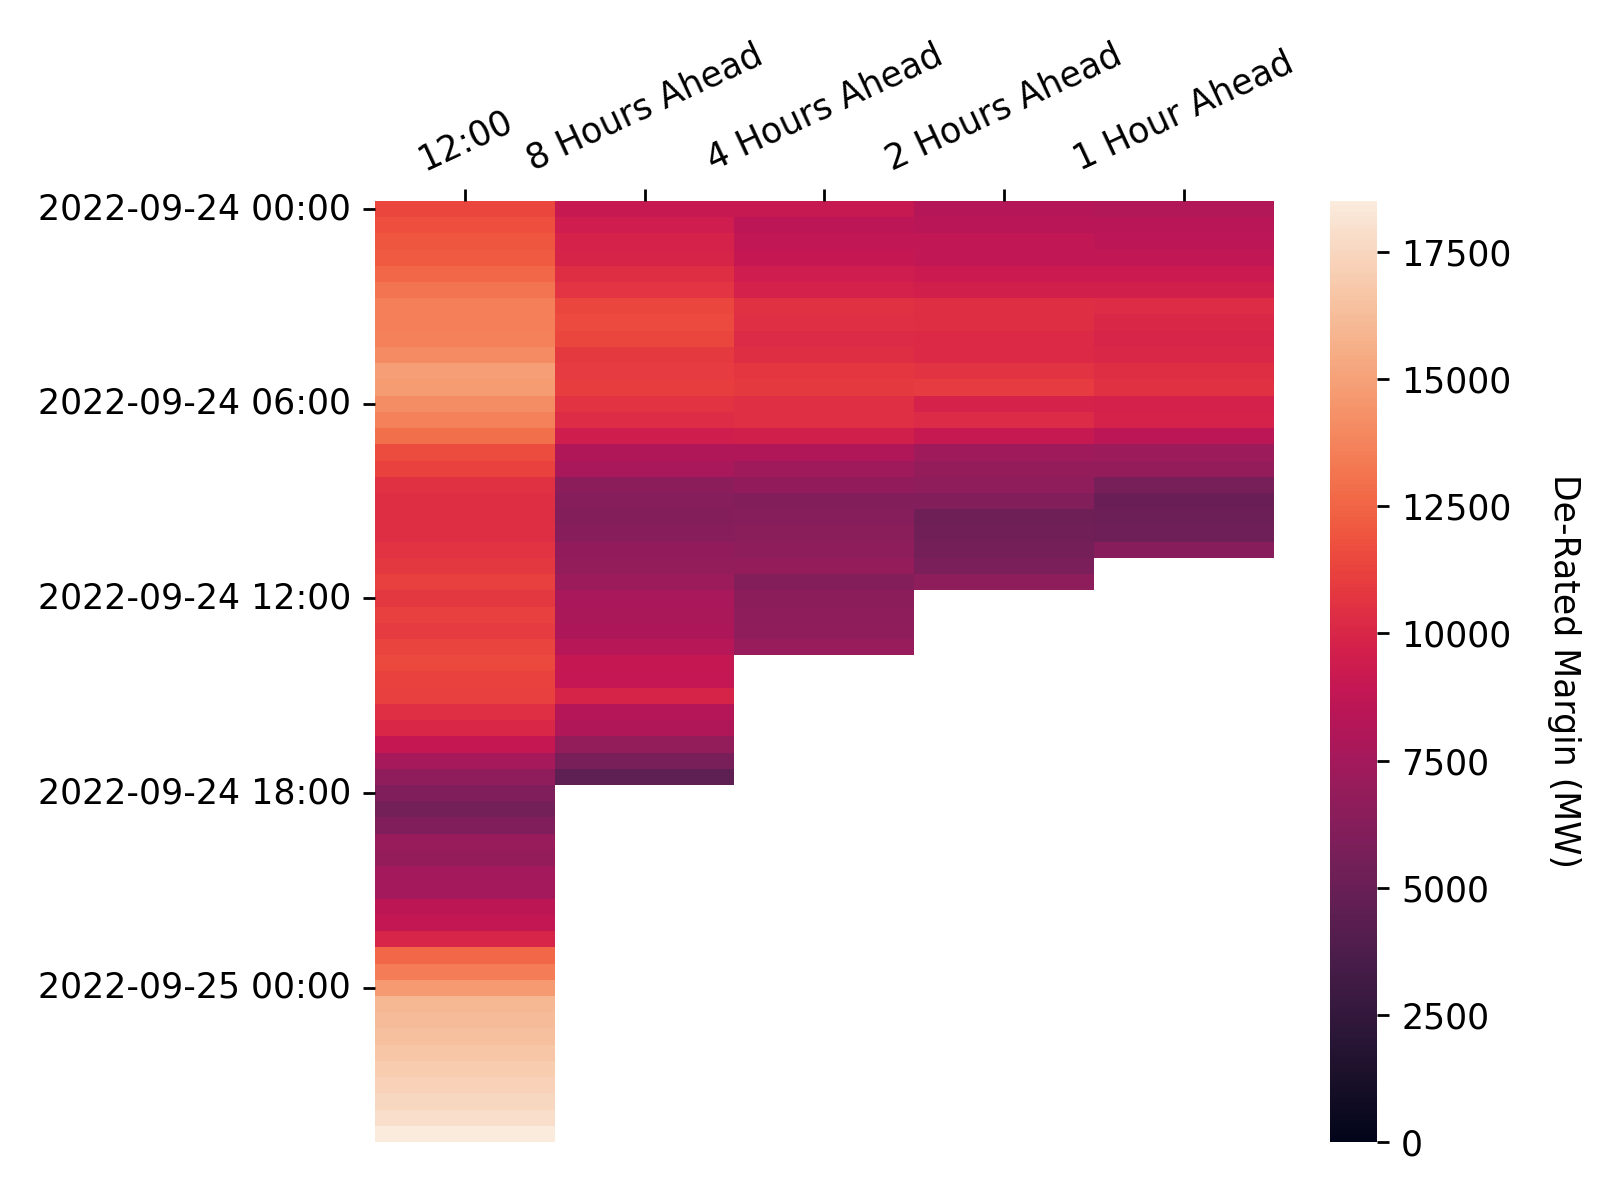 12:00
8 Hours Ahead
4 Hours Ahead
2 Hours Ahead
1 Hour Ahead
2022-09-24 00:00
2022-09-24 06:00
2022-09-24 12:00
2022-09-24 18:00
2022-09-25 00:00
17500
15000
12500
10000
7500
5000
2500
0
De-Rated Margin (MW)